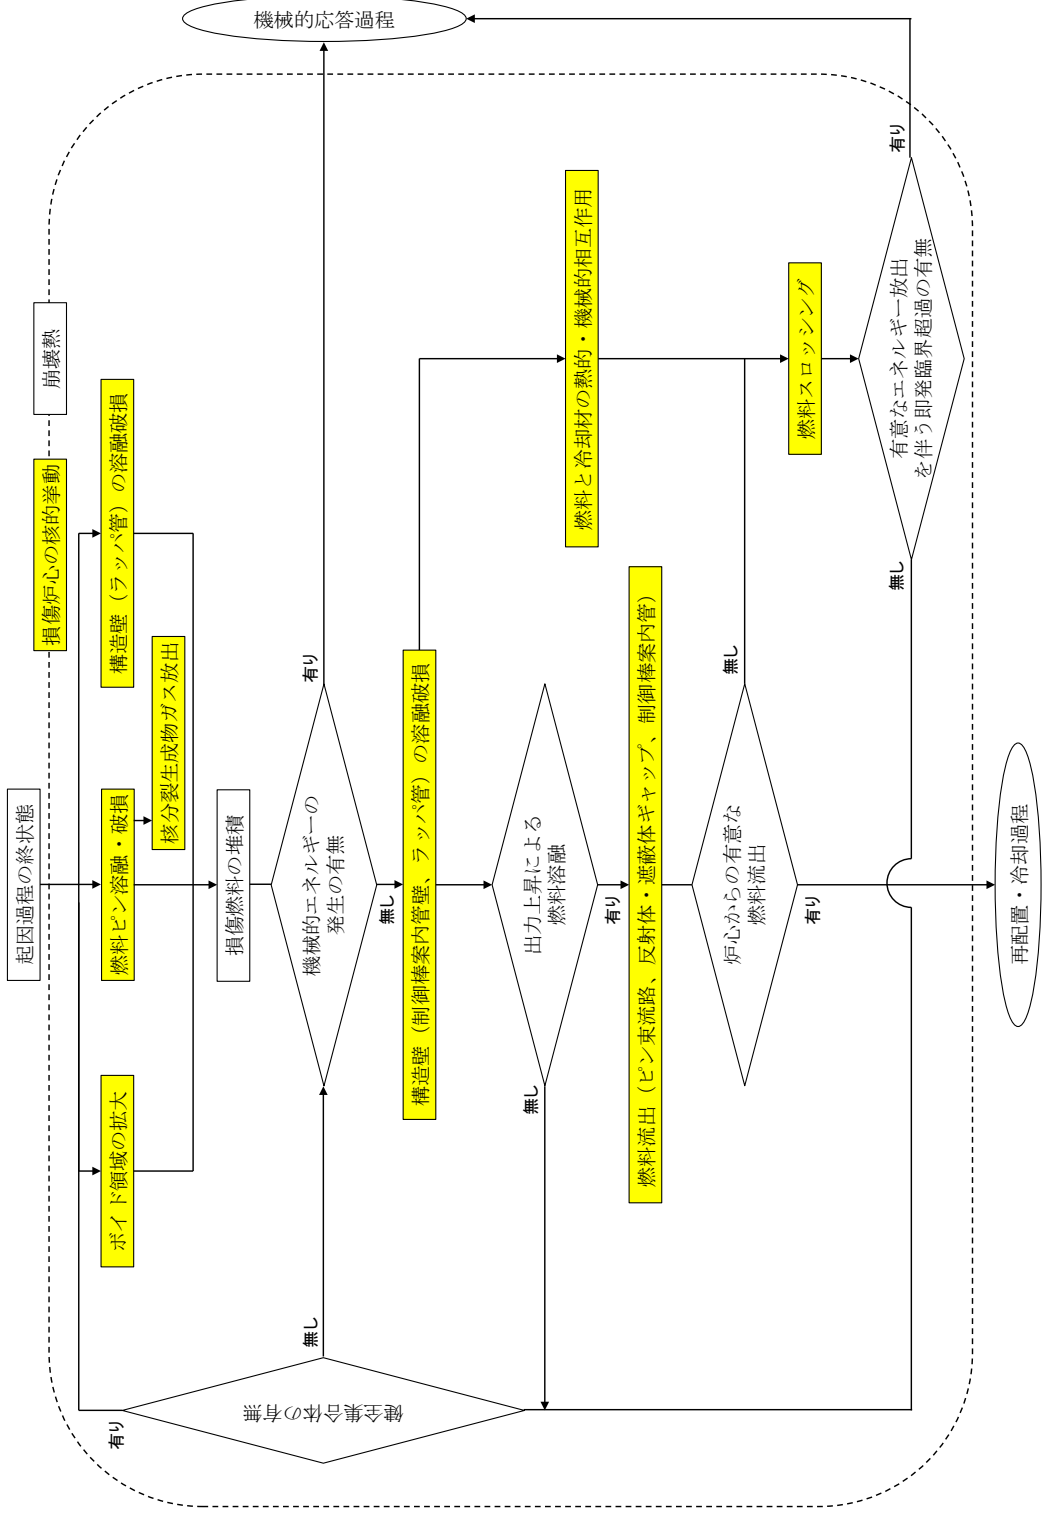 起因過程の終状態
損傷炉心の核的挙動
崩壊熱
ボイド領域の拡大
燃料ピン溶融・破損
構造壁（ラッパ管）の溶融破損
核分裂生成物ガス放出
損傷燃料の堆積
機械的エネルギーの
発生の有無
有り
機械的応答過程
無し
構造壁（制御棒案内管壁、ラッパ管）の溶融破損
出力上昇による
燃料溶融
無し
有り
燃料と冷却材の熱的・機械的相互作用
燃料流出（ピン束流路、反射体・遮蔽体ギャップ、制御棒案内管）
炉心からの有意な
燃料流出
無し
有り
燃料スロッシング
有意なエネルギー放出
を伴う即発臨界超過の有無
有り
無し
健全集合体の有無
有り
無し
再配置・冷却過程